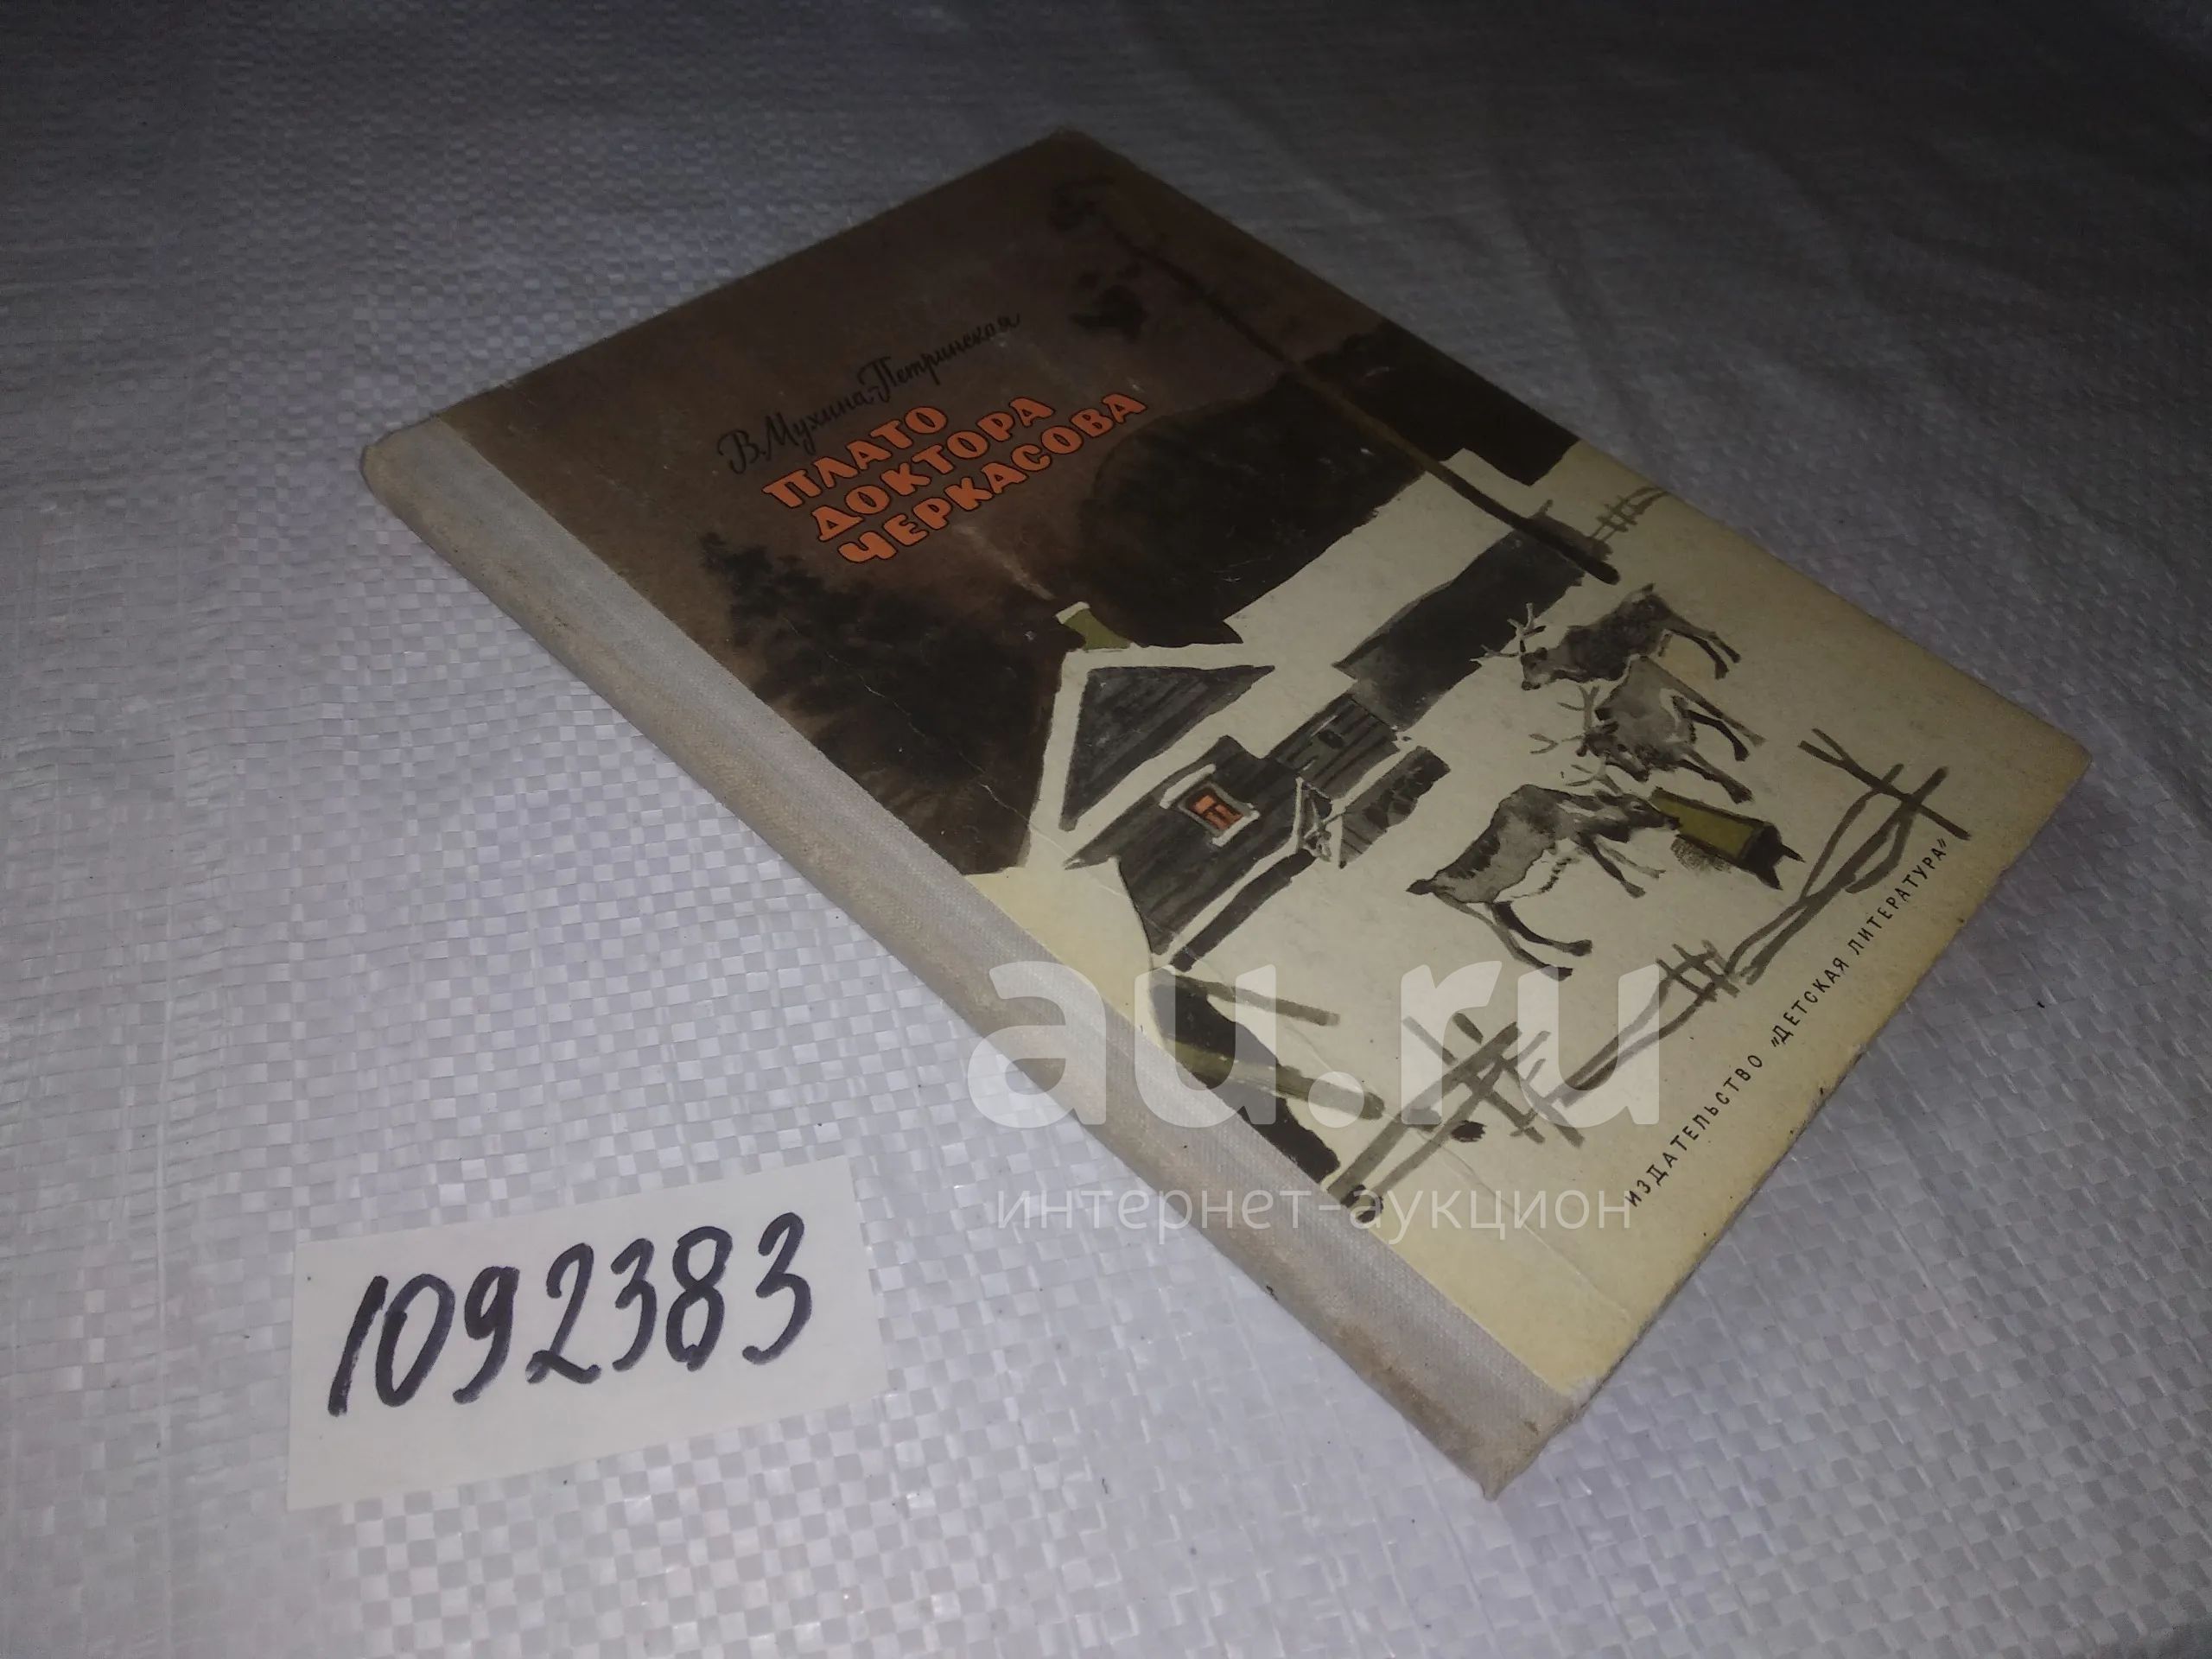 В. Мухина-Петринская
ПЛАТО
ДОКТОРА
ЧЕРКАСОВА
ИЗДАТЕЛЬСТВО "ДЕТСКАЯ ЛИТЕРАТУРА"
au.ru
интернет-аукцион
1092383